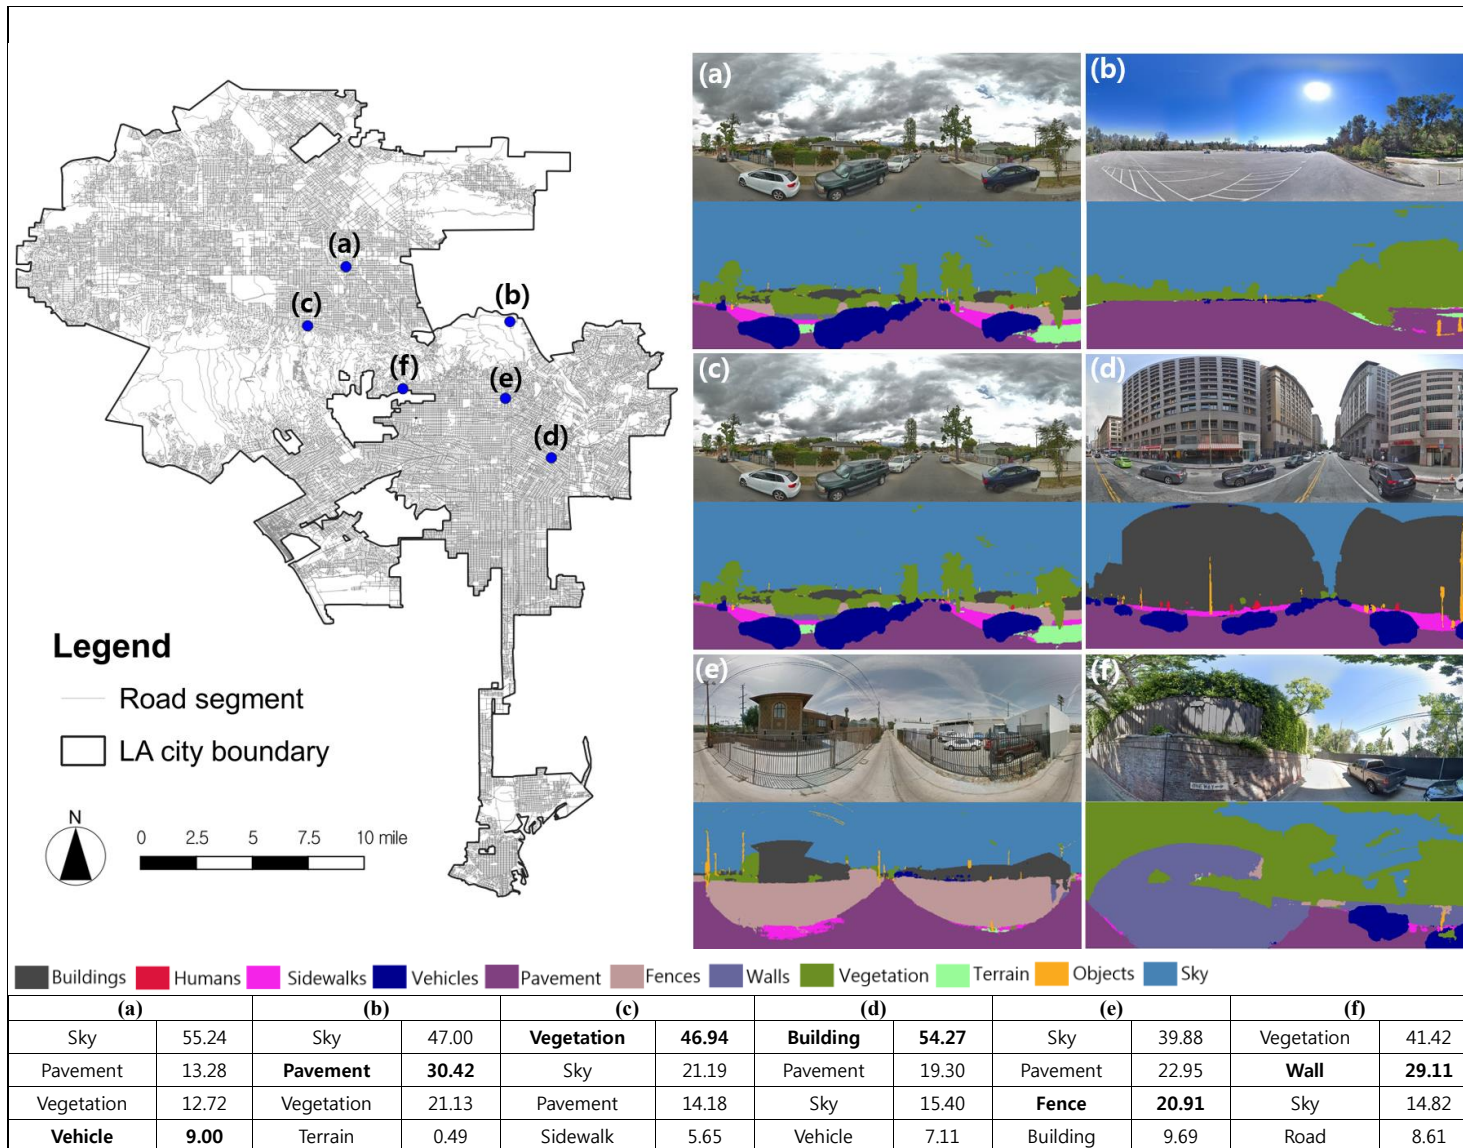 (a)
(b)
(c)
(f)
(e)
(d)
Legend
Road segment
LA city boundary
N
0 2.5 5 7.5 10 mile
(a) (b)
(c) (d)
(e) (f)
Buildings Humans Sidewalks Vehicles Pavement Fences Walls Vegetation Terrain Objects Sky
(a) (b) (c) (d) (e) (f)
Sky 55.24 Sky 47.00 Vegetation 46.94 Building 54.27 Sky 39.88 Vegetation 41.42
Pavement 13.28 Pavement 30.42 Sky 21.19 Pavement 19.30 Pavement 22.95 Wall 29.11
Vegetation 12.72 Vegetation 21.13 Pavement 14.18 Sky 15.40 Fence 20.91 Sky 14.82
Vehicle 9.00 Terrain 0.49 Sidewalk 5.65 Vehicle 7.11 Building 9.69 Road 8.61